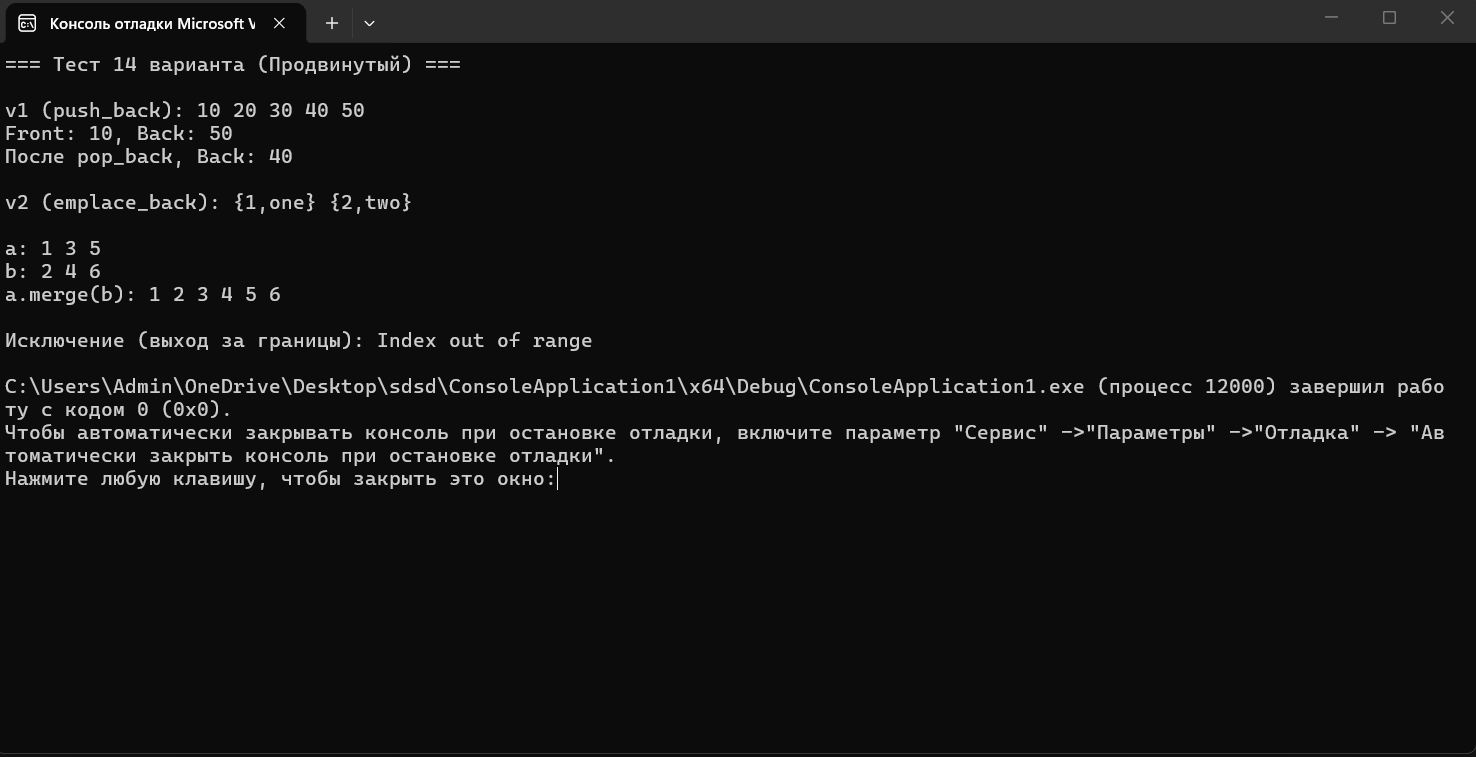 Консоль отладки Microsoft V
=== Тест 14 варианта (Продвинутый) ===
v1 (push_back): 10 20 30 40 50
Front: 10, Back: 50
После pop_back, Back: 40
v2 (emplace_back): {1,one} {2,two}
a: 1 3 5
b: 2 4 6
a.merge(b): 1 2 3 4 5 6
Исключение (выход за границы): Index out of range
C:\Users\Admin\OneDrive\Desktop\sdsd\ConsoleApplication1\x64\Debug\ConsoleApplication1.exe (процесс 12000) завершил рабо
ту с кодом 0 (0x0).
Чтобы автоматически закрывать консоль при остановке отладки, включите параметр "Сервис" ->"Параметры" ->"Отладка" -> "Ав
томатически закрыть консоль при остановке отладки".
Нажмите любую клавишу, чтобы закрыть это окно: